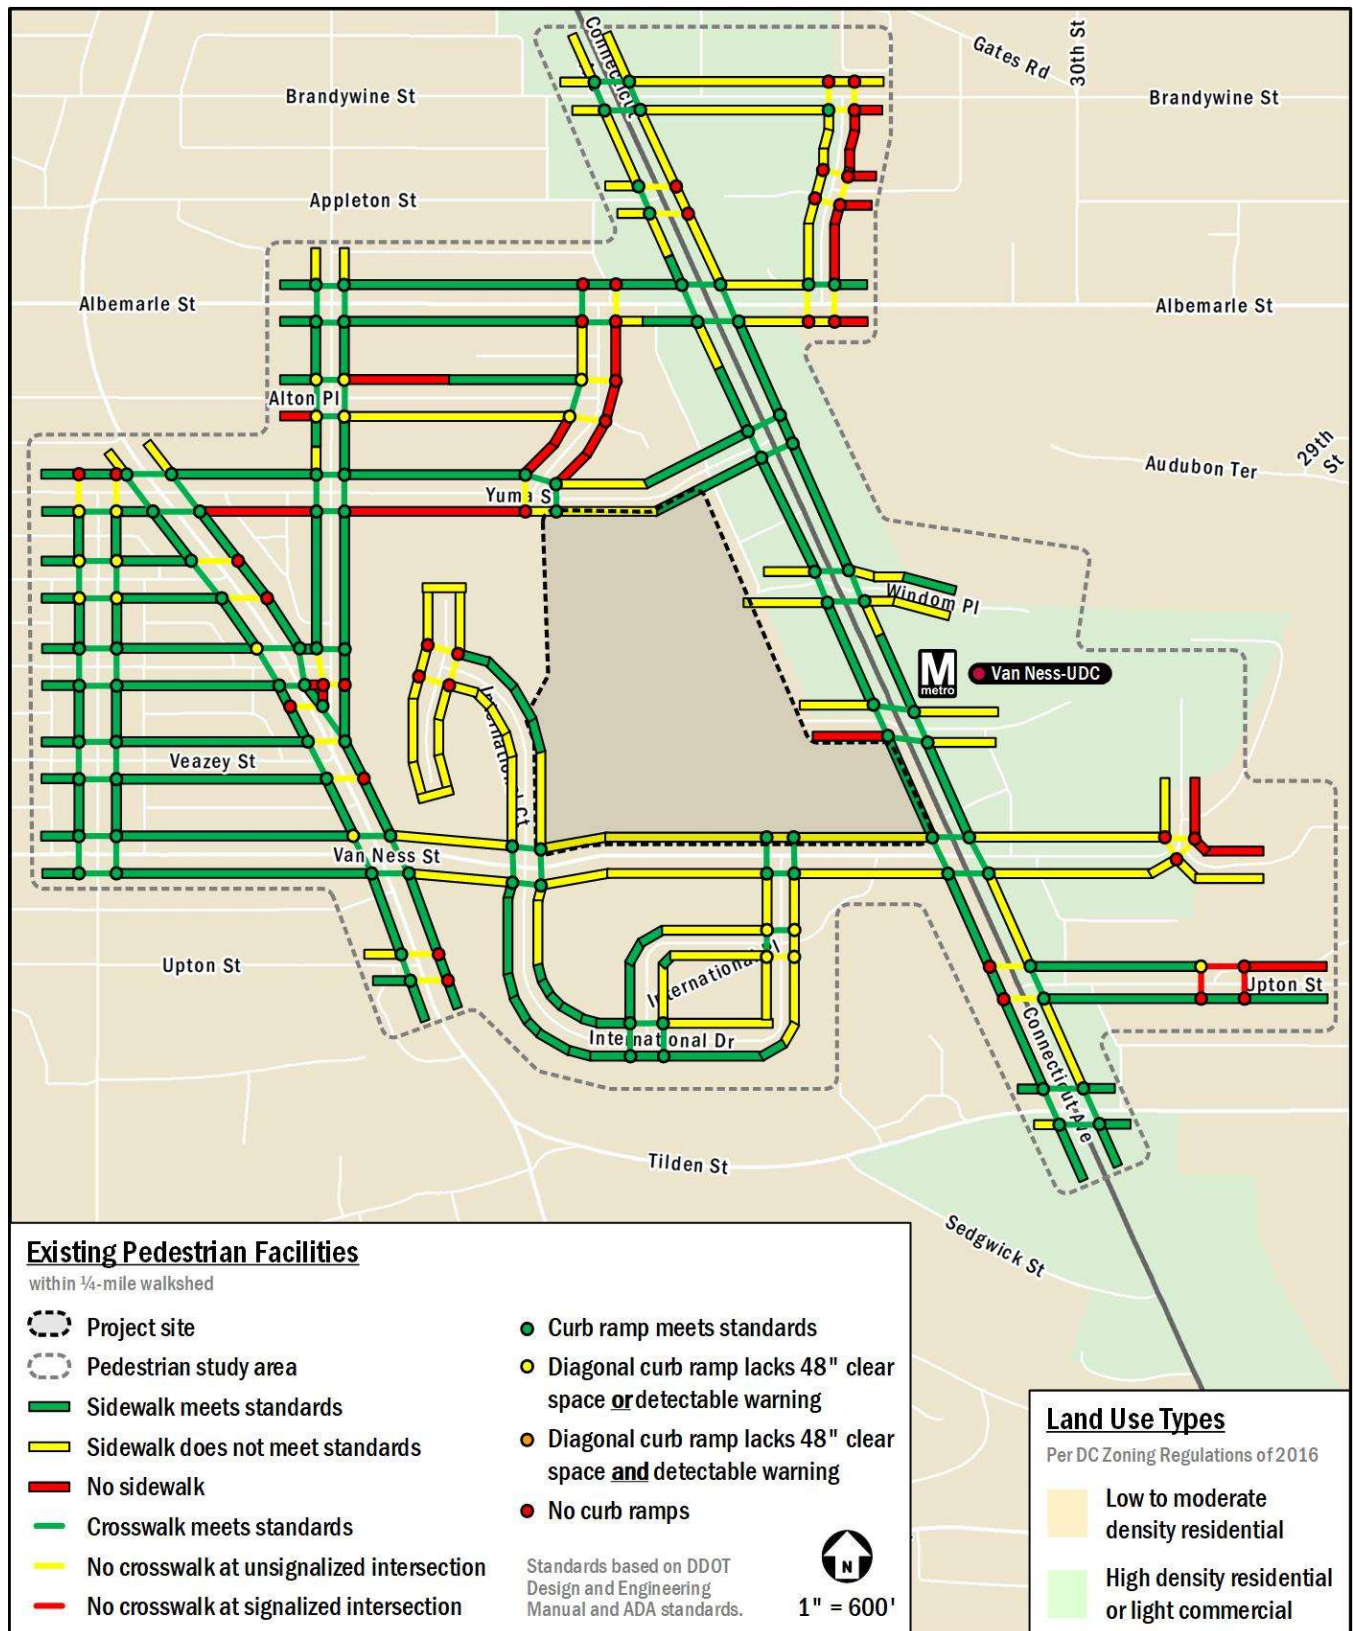 Connecticut
Gates Rd
30th St
Brandywine St
Brandywine St
Appleton St
Albemarle St
Albemarle St
Alton Pl
Audubon Ter
29th
St
Yuma S
Windom Pl
M
metro
Van Ness-UDC
International Ct
Veazey St
Van Ness St
Upton St
International Pl
Upton St
International Dr
Connecticut Ave
Tilden St
Sedgwick St
Existing Pedestrian Facilities
within ¼-mile walkshed
Project site
Pedestrian study area
Sidewalk meets standards
Sidewalk does not meet standards
No sidewalk
Crosswalk meets standards
No crosswalk at unsignalized intersection
No crosswalk at signalized intersection
Curb ramp meets standards
Diagonal curb ramp lacks 48" clear
space or detectable warning
Diagonal curb ramp lacks 48" clear
space and detectable warning
No curb ramps
Standards based on DDOT
Design and Engineering
Manual and ADA standards.
N
1" = 600'
Land Use Types
Per DC Zoning Regulations of 2016
Low to moderate
density residential
High density residential
or light commercial